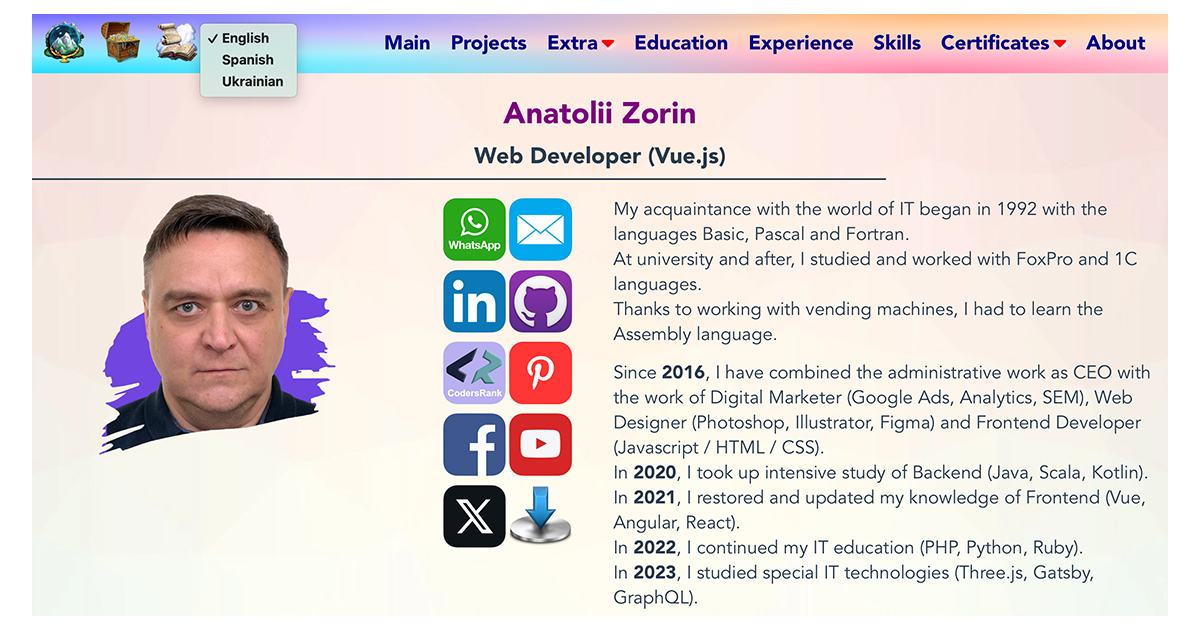 ✓ English
Spanish
Ukrainian
Main Projects Extra Education Experience Skills Certificates About
Anatolii Zorin
Web Developer (Vue.js)
WhatsApp
in
CR
CodersRank
My acquaintance with the world of IT began in 1992 with the
languages Basic, Pascal and Fortran.
At university and after, I studied and worked with FoxPro and 1C
languages.
Thanks to working with vending machines, I had to learn the
Assembly language.
Since 2016, I have combined the administrative work as CEO with
the work of Digital Marketer (Google Ads, Analytics, SEM), Web
Designer (Photoshop, Illustrator, Figma) and Frontend Developer
(Javascript / HTML / CSS).
In 2020, I took up intensive study of Backend (Java, Scala, Kotlin).
In 2021, I restored and updated my knowledge of Frontend (Vue,
Angular, React).
In 2022, I continued my IT education (PHP, Python, Ruby).
In 2023, I studied special IT technologies (Three.js, Gatsby,
GraphQL).